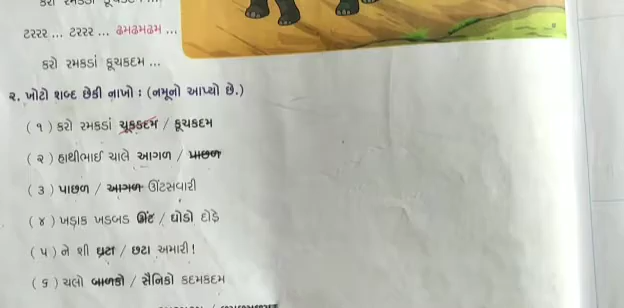 ટરરર ... ટરરર ... ઢમઢમઢમ ...
કરો રમકડાં કૂચકદમ ...
૨. ખોટો શબ્દ છેકી નાખો : (નમૂનો આપ્યો છે.)
(૧) કરો રમકડાં ચૂકકદમ / કૂચકદમ
(૨) હાથીભાઈ ચાલે આગળ / પાછળ
(૩) પાછળ / આગળ ઊંટસવારી
(૪) ખડાક ખડબડ ઊંટ / ઘોડો દોડે
(૫) ને શી ઘટા / છટા અમારી!
(૬) ચલો બાળકો / સૈનિકો કદમકદમ